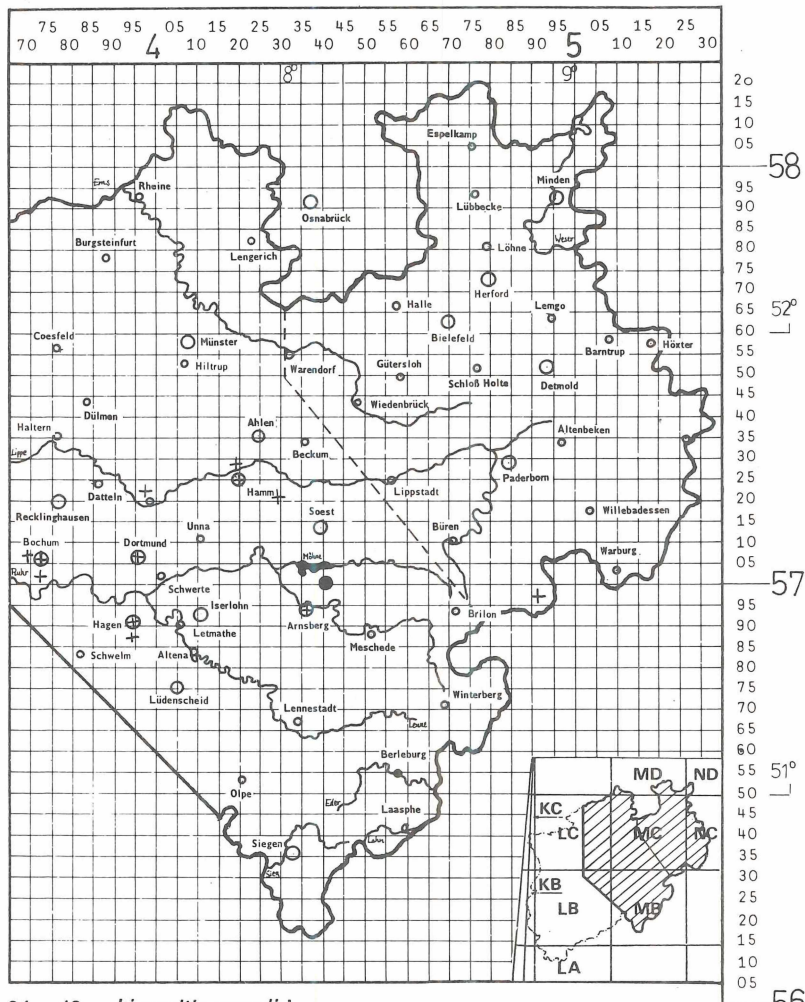 75 85 95 4 05 15 25 35 45 55 65 75 85 95 5 05 15 25
70 80 90 10 20 30 40 50 60 70 80 90 10 20 30
8° 9°
20
15
10
Espelkamp
05
58
Ems Rheine Minden
95
Osnabrück Lübbecke
90
85
Burgsteinfurt Lengerich Löhne Weser
80
75
Herford
70
Halle Lemgo
65
52°
Coesfeld Münster Bielefeld
60
Barntrup Höxter
55
Hiltrup Warendorf Gütersloh Schloß Holte Detmold
50
Wiedenbrück
45
Dülmen
40
Haltern Ahlen Altenbeken
35
Lippe Beckum
30
Paderborn
25
Datteln Hamm Lippstadt
20
Recklinghausen Soest Willebadessen
15
Unna Büren
10
Bochum Dortmund Warburg
05
Möhne
Ruhr Schwerte
57
Iserlohn
95
Hagen Letmathe Arnsberg Brilon
90
Meschede
85
Schwelm Altena
80
Lüdenscheid
75
Winterberg
70
Lennestadt
65
Lenne
60
Berleburg
55
51°
Olpe
50
Eder
45
Laasphe
40
Siegen Lahn
35
Sieg
30
25
20
15
10
05
56
MD ND
KC
LC MC NC
KB
LB MB
LA